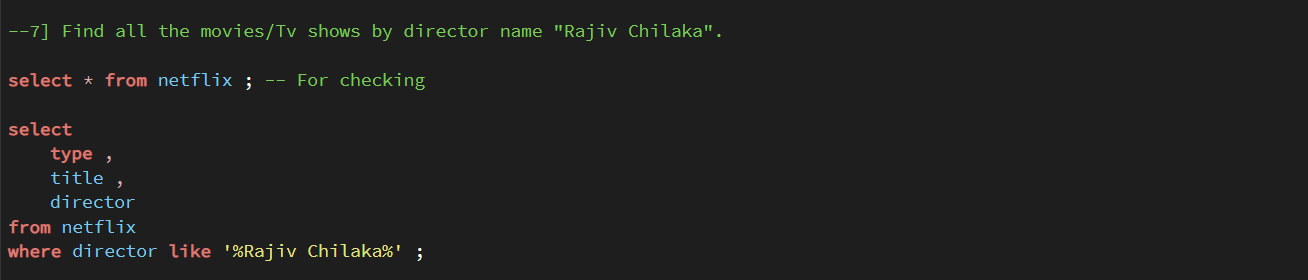 --7] Find all the movies/Tv shows by director name "Rajiv Chilaka".
select * from netflix ; -- For checking
select
type ,
title ,
director
from netflix
where director like '%Rajiv Chilaka%' ;